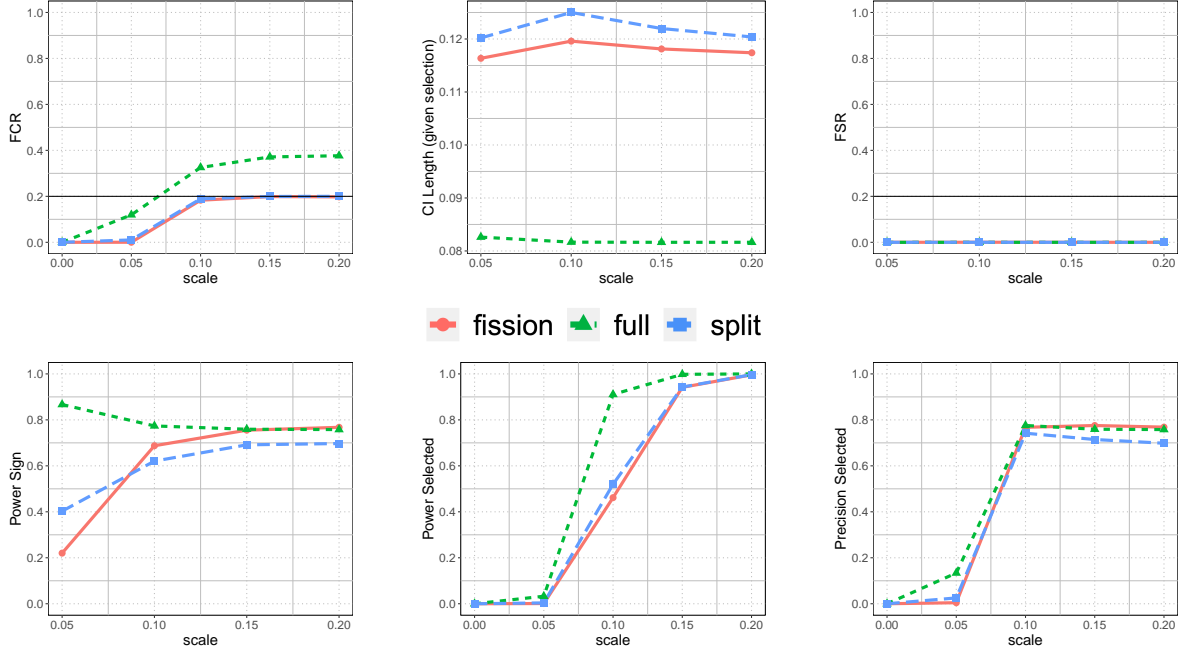 FCR
1.0
0.8
0.6
0.4
0.2
0.0
0.00 0.05 0.10 0.15 0.20
scale
CI Length (given selection)
0.12
0.11
0.10
0.09
0.08
0.05 0.10 0.15 0.20
scale
FSR
1.0
0.8
0.6
0.4
0.2
0.0
0.05 0.10 0.15 0.20
scale
fission full split
Power Sign
1.0
0.8
0.6
0.4
0.2
0.0
0.05 0.10 0.15 0.20
scale
Power Selected
1.0
0.8
0.6
0.4
0.2
0.0
0.00 0.05 0.10 0.15 0.20
scale
Precision Selected
1.0
0.8
0.6
0.4
0.2
0.0
0.00 0.05 0.10 0.15 0.20
scale